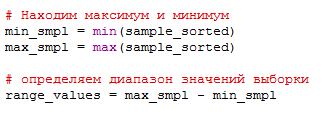 # Находим максимум и минимум
min_smpl = min(sample_sorted)
max_smpl = max(sample_sorted)
# определяем диапазон значений выборки
range_values = max_smpl - min_smpl